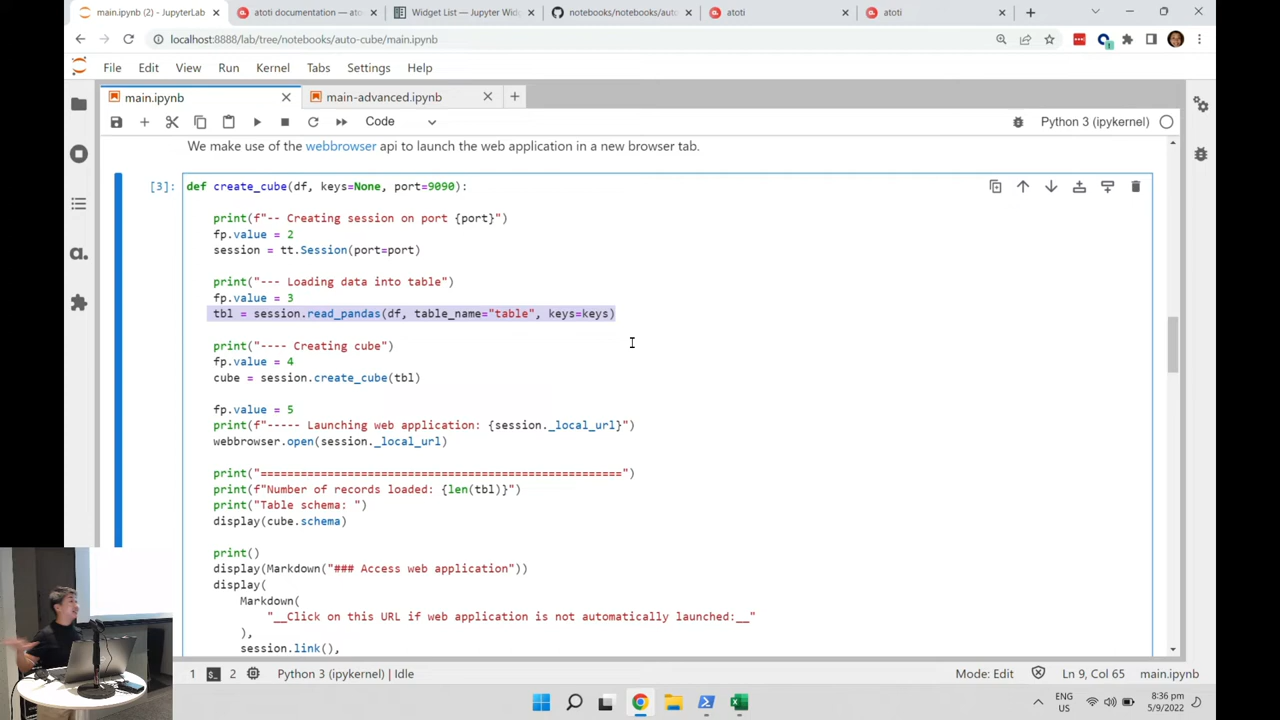 main.ipynb (2) - JupyterLab
atoti documentation — ato
Widget List — Jupyter Widg
notebooks/notebooks/auto
atoti
atoti
localhost:8888/lab/tree/notebooks/auto-cube/main.ipynb
File Edit View Run Kernel Tabs Settings Help
main.ipynb
main-advanced.ipynb
Code
Python 3 (ipykernel)
We make use of the webbrowser api to launch the web application in a new browser tab.
[3]: def create_cube(df, keys=None, port=9090):
print(f"-- Creating session on port {port}")
fp.value = 2
session = tt.Session(port=port)
print("--- Loading data into table")
fp.value = 3
tbl = session.read_pandas(df, table_name="table", keys=keys)
print("---- Creating cube")
fp.value = 4
cube = session.create_cube(tbl)
fp.value = 5
print(f"----- Launching web application: {session._local_url}")
webbrowser.open(session._local_url)
print("======================================================")
print(f"Number of records loaded: {len(tbl)}")
print("Table schema: ")
display(cube.schema)
print()
display(Markdown("### Access web application"))
display(
Markdown(
"__Click on this URL if web application is not automatically launched:__"
),
session.link(),
a.
1
2
Python 3 (ipykernel) | Idle
Mode: Edit
Ln 9, Col 65
main.ipynb
ENG
US
8:36 pm
5/9/2022